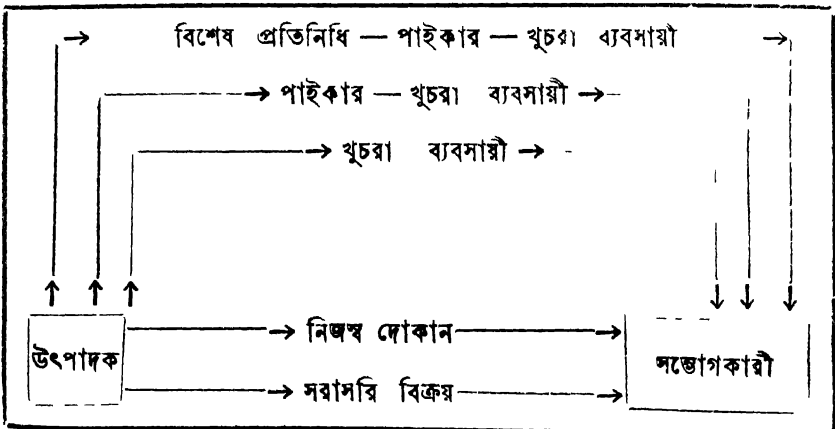 বিশেষ প্রতিনিধি — পাইকার — খুচরা ব্যবসায়ী
পাইকার — খুচরা ব্যবসায়ী
খুচরা ব্যবসায়ী
নিজস্ব দোকান
উৎপাদক
সম্ভোগকারী
সরাসরি বিক্রয়